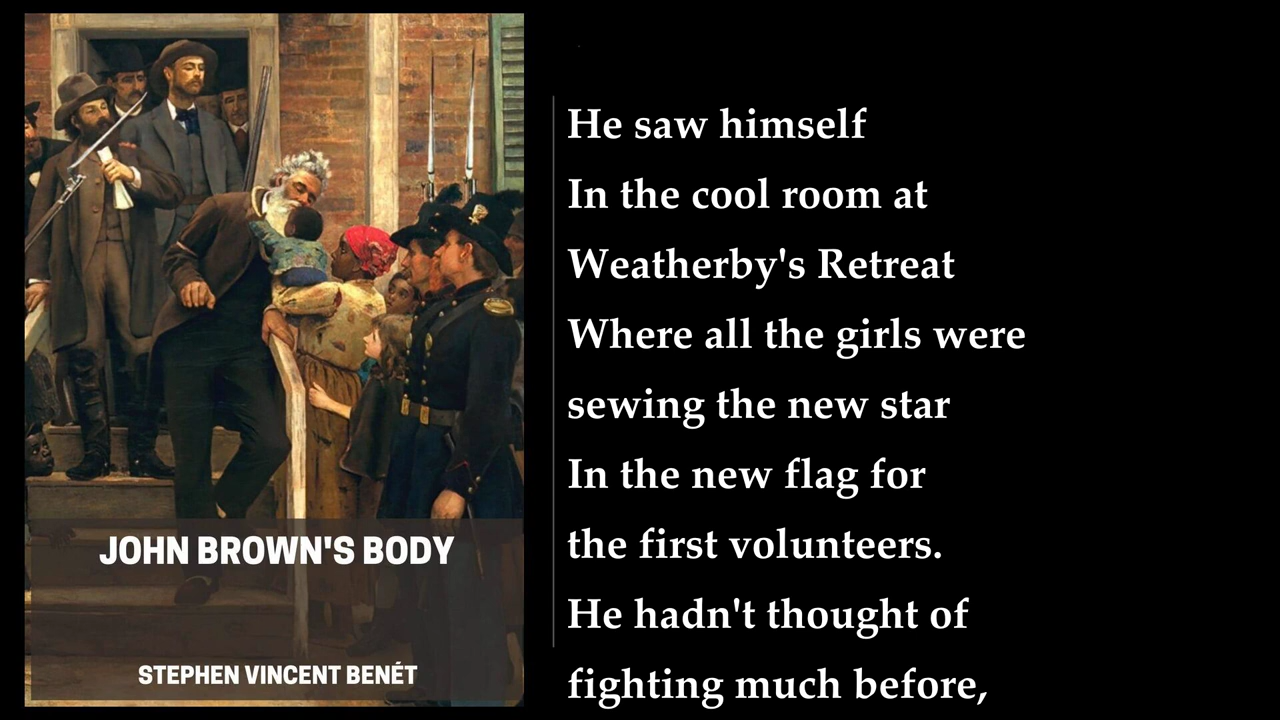 JOHN BROWN'S BODY
STEPHEN VINCENT BENÉT
He saw himself
In the cool room at
Weatherby's Retreat
Where all the girls were
sewing the new star
In the new flag for
the first volunteers.
He hadn't thought of
fighting much before,